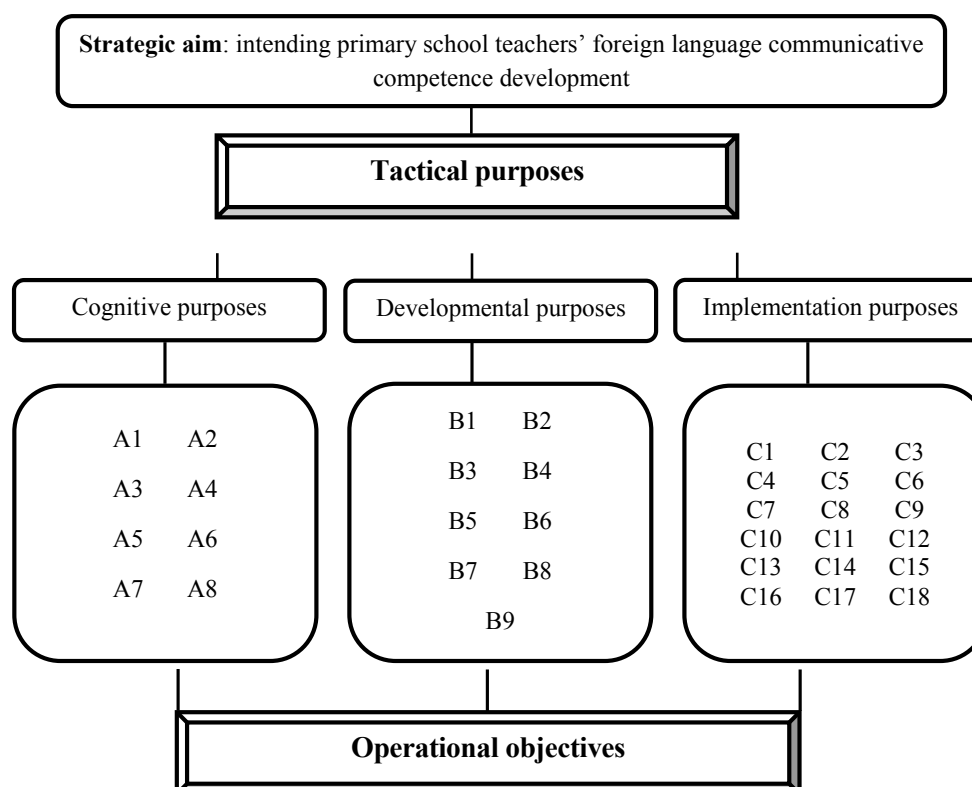 Strategic aim: intending primary school teachers’ foreign language communicative
competence development
Tactical purposes
Cognitive purposes
Developmental purposes
Implementation purposes
A1 A2
A3 A4
A5 A6
A7 A8
B1 B2
B3 B4
B5 B6
B7 B8
B9
C1 C2 C3
C4 C5 C6
C7 C8 C9
C10 C11 C12
C13 C14 C15
C16 C17 C18
Operational objectives